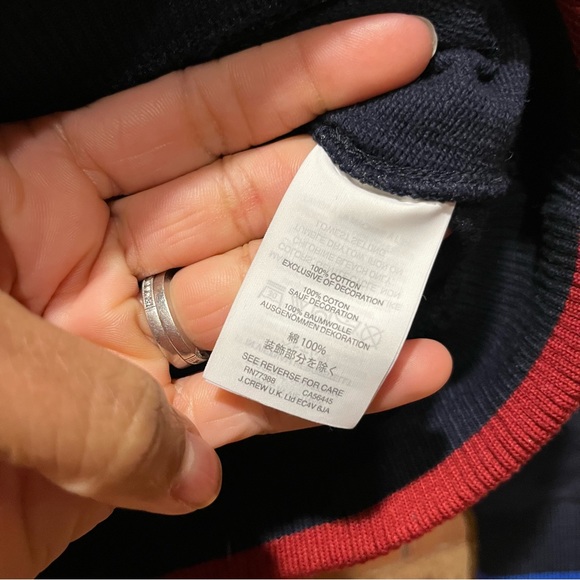 100% COTTON
EXCLUSIVE OF DECORATION
100% COTON
SAUF DECORATION
100% BAUMWOLLE
AUSGENOMMEN DEKORATION
綿 100%
装飾部分を除く
SEE REVERSE FOR CARE
RN77388 CA56445
J.CREW U.K. Ltd EC4V 6JA